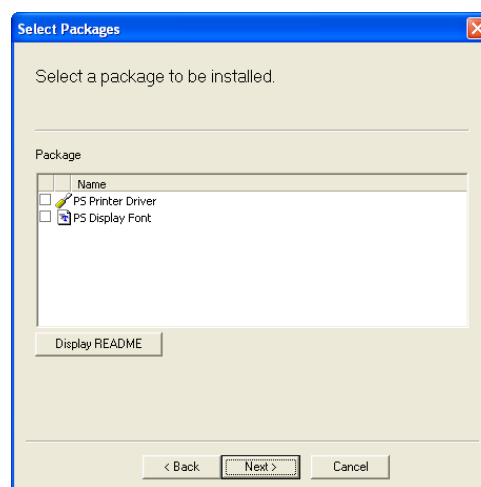 Select Packages
Select a package to be installed.
Package
Name
PS Printer Driver
PS Display Font
Display README
< Back Next > Cancel